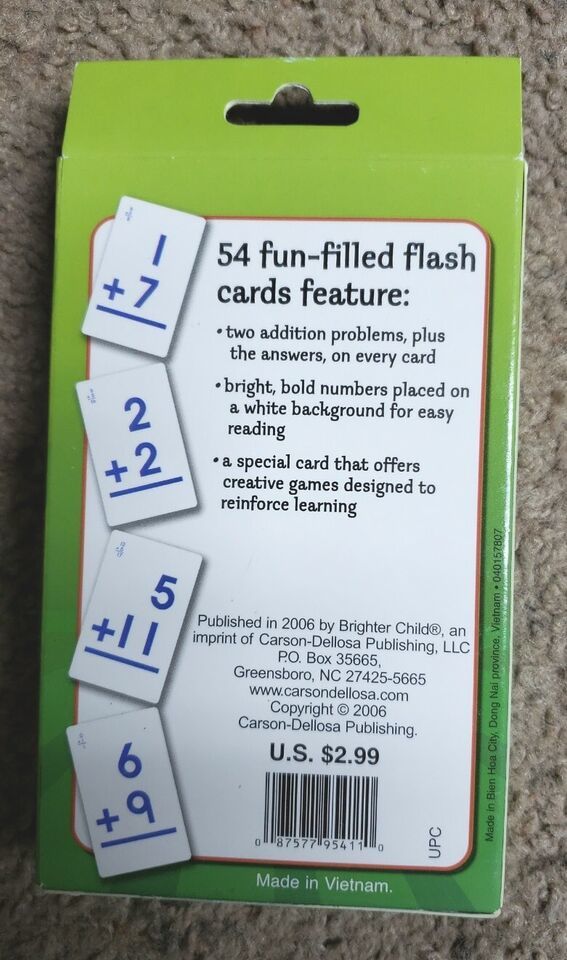 1
+7
2
+2
5
+11
6
+9
54 fun-filled flash
cards feature:
•two addition problems, plus
the answers, on every card
•bright, bold numbers placed on
a white background for easy
reading
•a special card that offers
creative games designed to
reinforce learning
Published in 2006 by Brighter Child®, an
imprint of Carson-Dellosa Publishing, LLC
P.O. Box 35665,
Greensboro, NC 27425-5665
www.carsondellosa.com
Copyright © 2006
Carson-Dellosa Publishing.
U.S. $2.99
0 87577 95411 0
UPC
Made in Vietnam.
Made in Bien Hoa City, Dong Nai province, Vietnam • 040157807